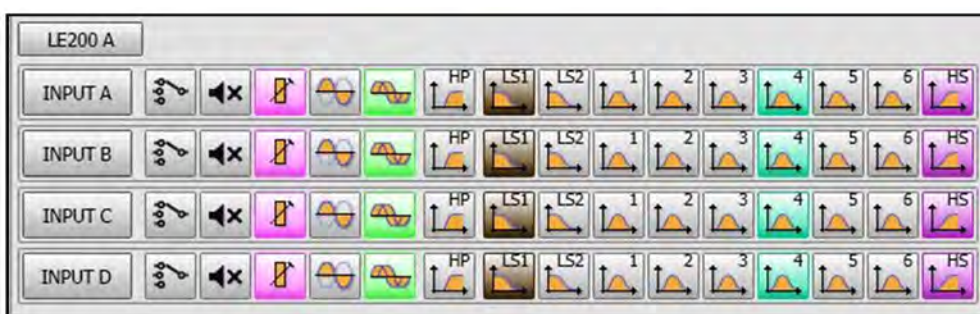 LE200 A
INPUT A HP LS1 LS2 1 2 3 4 5 6 HS
INPUT B HP LS1 LS2 1 2 3 4 5 6 HS
INPUT C HP LS1 LS2 1 2 3 4 5 6 HS
INPUT D HP LS1 LS2 1 2 3 4 5 6 HS